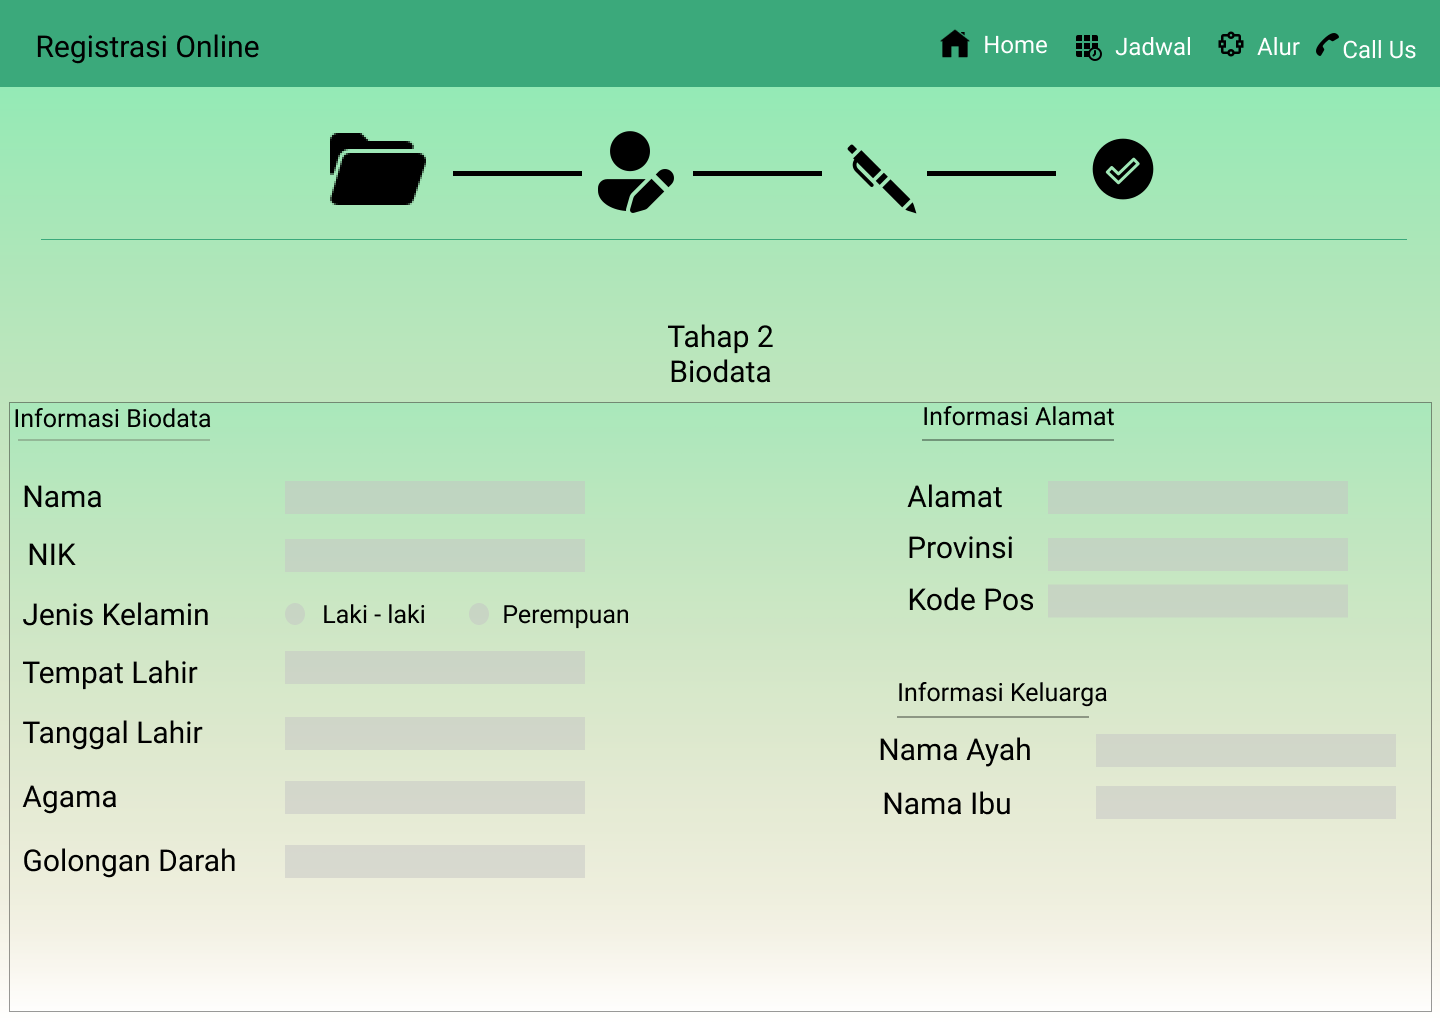 Registrasi Online
Home
Jadwal
Alur
Call Us
Tahap 2
Biodata
Informasi Biodata
Nama
NIK
Jenis Kelamin
Laki - laki
Perempuan
Tempat Lahir
Tanggal Lahir
Agama
Golongan Darah
Informasi Alamat
Alamat
Provinsi
Kode Pos
Informasi Keluarga
Nama Ayah
Nama Ibu